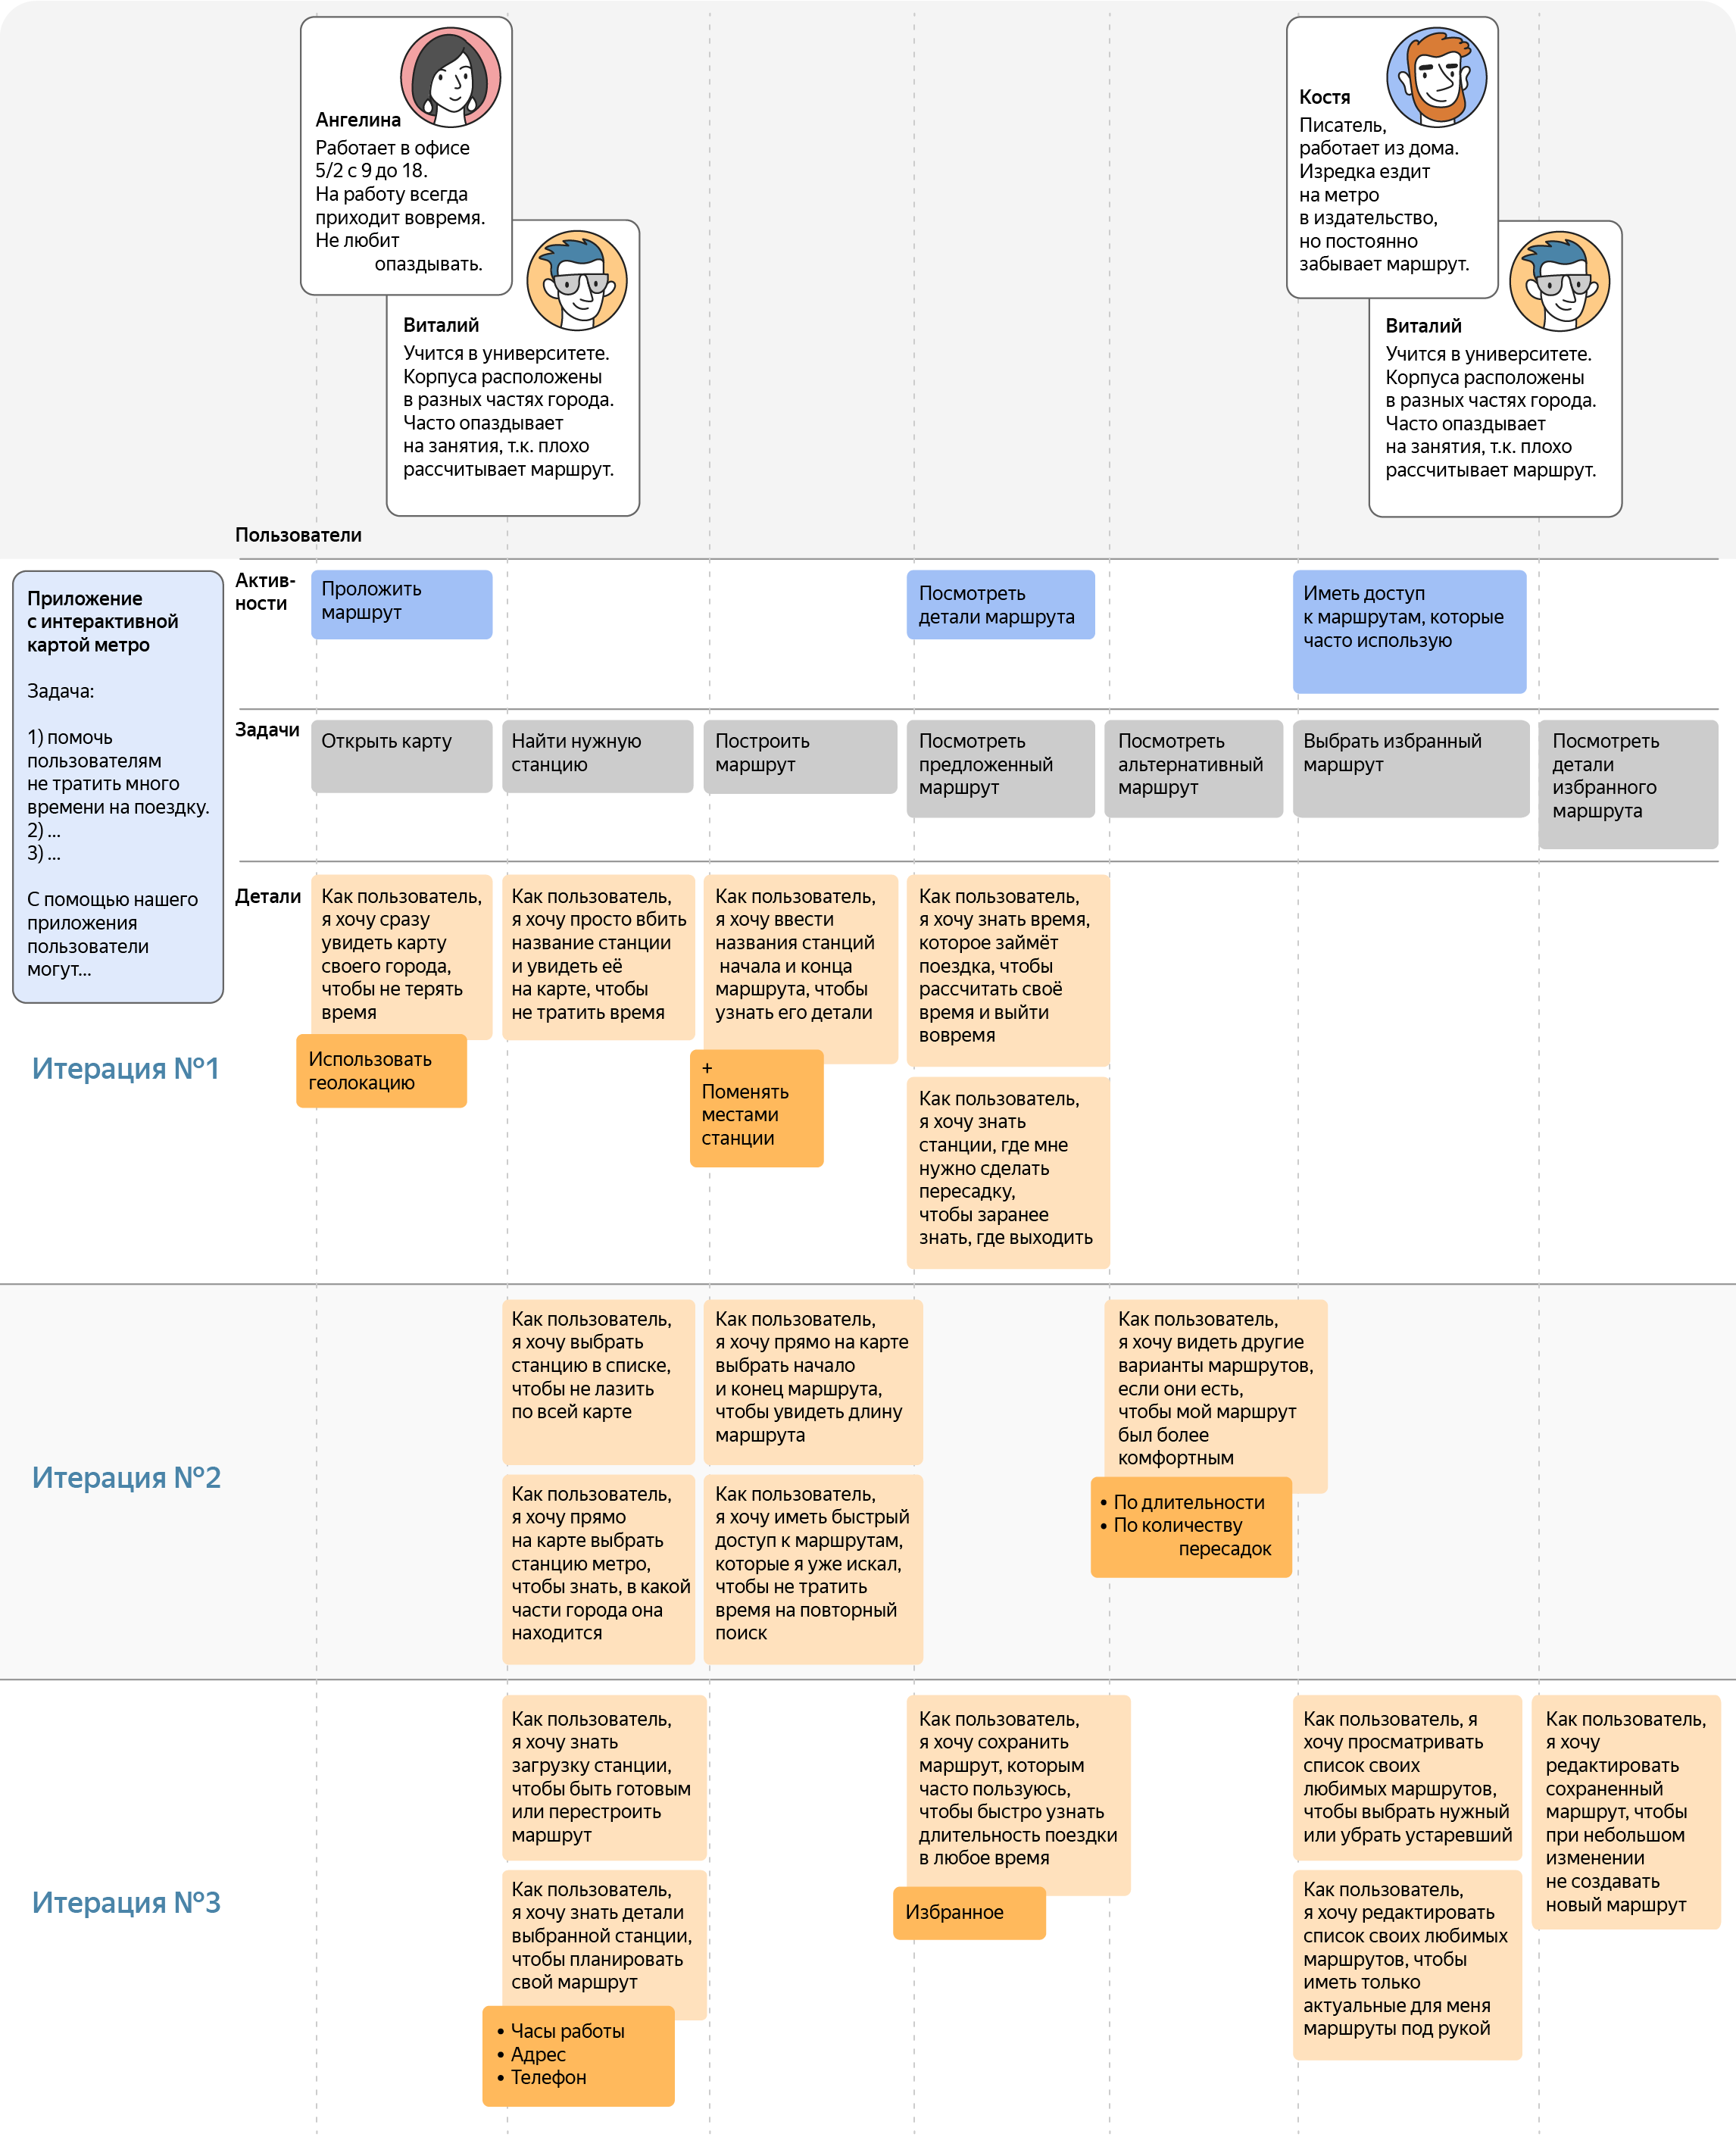 Ангелина
Работает в офисе
5/2 с 9 до 18.
На работу всегда
приходит вовремя.
Не любит
опаздывать.
Виталий
Учится в университете.
Корпуса расположены
в разных частях города.
Часто опаздывает
на занятия, т.к. плохо
рассчитывает маршрут.
Костя
Писатель,
работает из дома.
Изредка ездит
на метро
в издательство,
но постоянно
забывает маршрут.
Виталий
Учится в университете.
Корпуса расположены
в разных частях города.
Часто опаздывает
на занятия, т.к. плохо
рассчитывает маршрут.
Пользователи
Приложение
с интерактивной
картой метро
Задача:
1) помочь
пользователям
не тратить много
времени на поездку.
2) ...
3) ...
С помощью нашего
приложения
пользователи
могут...
Актив-
ности
Проложить
маршрут
Посмотреть
детали маршрута
Иметь доступ
к маршрутам, которые
часто использую
Задачи
Открыть карту
Найти нужную
станцию
Построить
маршрут
Посмотреть
предложенный
маршрут
Посмотреть
альтернативный
маршрут
Выбрать избранный
маршрут
Посмотреть
детали
избранного
маршрута
Детали
Итерация №1
Как пользователь,
я хочу сразу
увидеть карту
своего города,
чтобы не терять
время
Использовать
геолокацию
Как пользователь,
я хочу просто вбить
название станции
и увидеть её
на карте, чтобы
не тратить время
Как пользователь,
я хочу ввести
названия станций
начала и конца
маршрута, чтобы
узнать его детали
+
Поменять
местами
станции
Как пользователь,
я хочу знать время,
которое займёт
поездка, чтобы
рассчитать своё
время и выйти
вовремя
Как пользователь,
я хочу знать
станции, где мне
нужно сделать
пересадку,
чтобы заранее
знать, где выходить
Итерация №2
Как пользователь,
я хочу выбрать
станцию в списке,
чтобы не лазить
по всей карте
Как пользователь,
я хочу прямо
на карте выбрать
станцию метро,
чтобы знать, в какой
части города она
находится
Как пользователь,
я хочу прямо на карте
выбрать начало
и конец маршрута,
чтобы увидеть длину
маршрута
Как пользователь,
я хочу иметь быстрый
доступ к маршрутам,
которые я уже искал,
чтобы не тратить
время на повторный
поиск
Как пользователь,
я хочу видеть другие
варианты маршрутов,
если они есть,
чтобы мой маршрут
был более
комфортным
• По длительности
• По количеству
пересадок
Итерация №3
Как пользователь,
я хочу знать
загрузку станции,
чтобы быть готовым
или перестроить
маршрут
Как пользователь,
я хочу знать детали
выбранной станции,
чтобы планировать
свой маршрут
• Часы работы
• Адрес
• Телефон
Как пользователь,
я хочу сохранить
маршрут, которым
часто пользуюсь,
чтобы быстро узнать
длительность поездки
в любое время
Избранное
Как пользователь, я
хочу просматривать
список своих
любимых маршрутов,
чтобы выбрать нужный
или убрать устаревший
Как пользователь,
я хочу редактировать
список своих любимых
маршрутов, чтобы
иметь только
актуальные для меня
маршруты под рукой
Как пользователь,
я хочу
редактировать
сохраненный
маршрут, чтобы
при небольшом
изменении
не создавать
новый маршрут